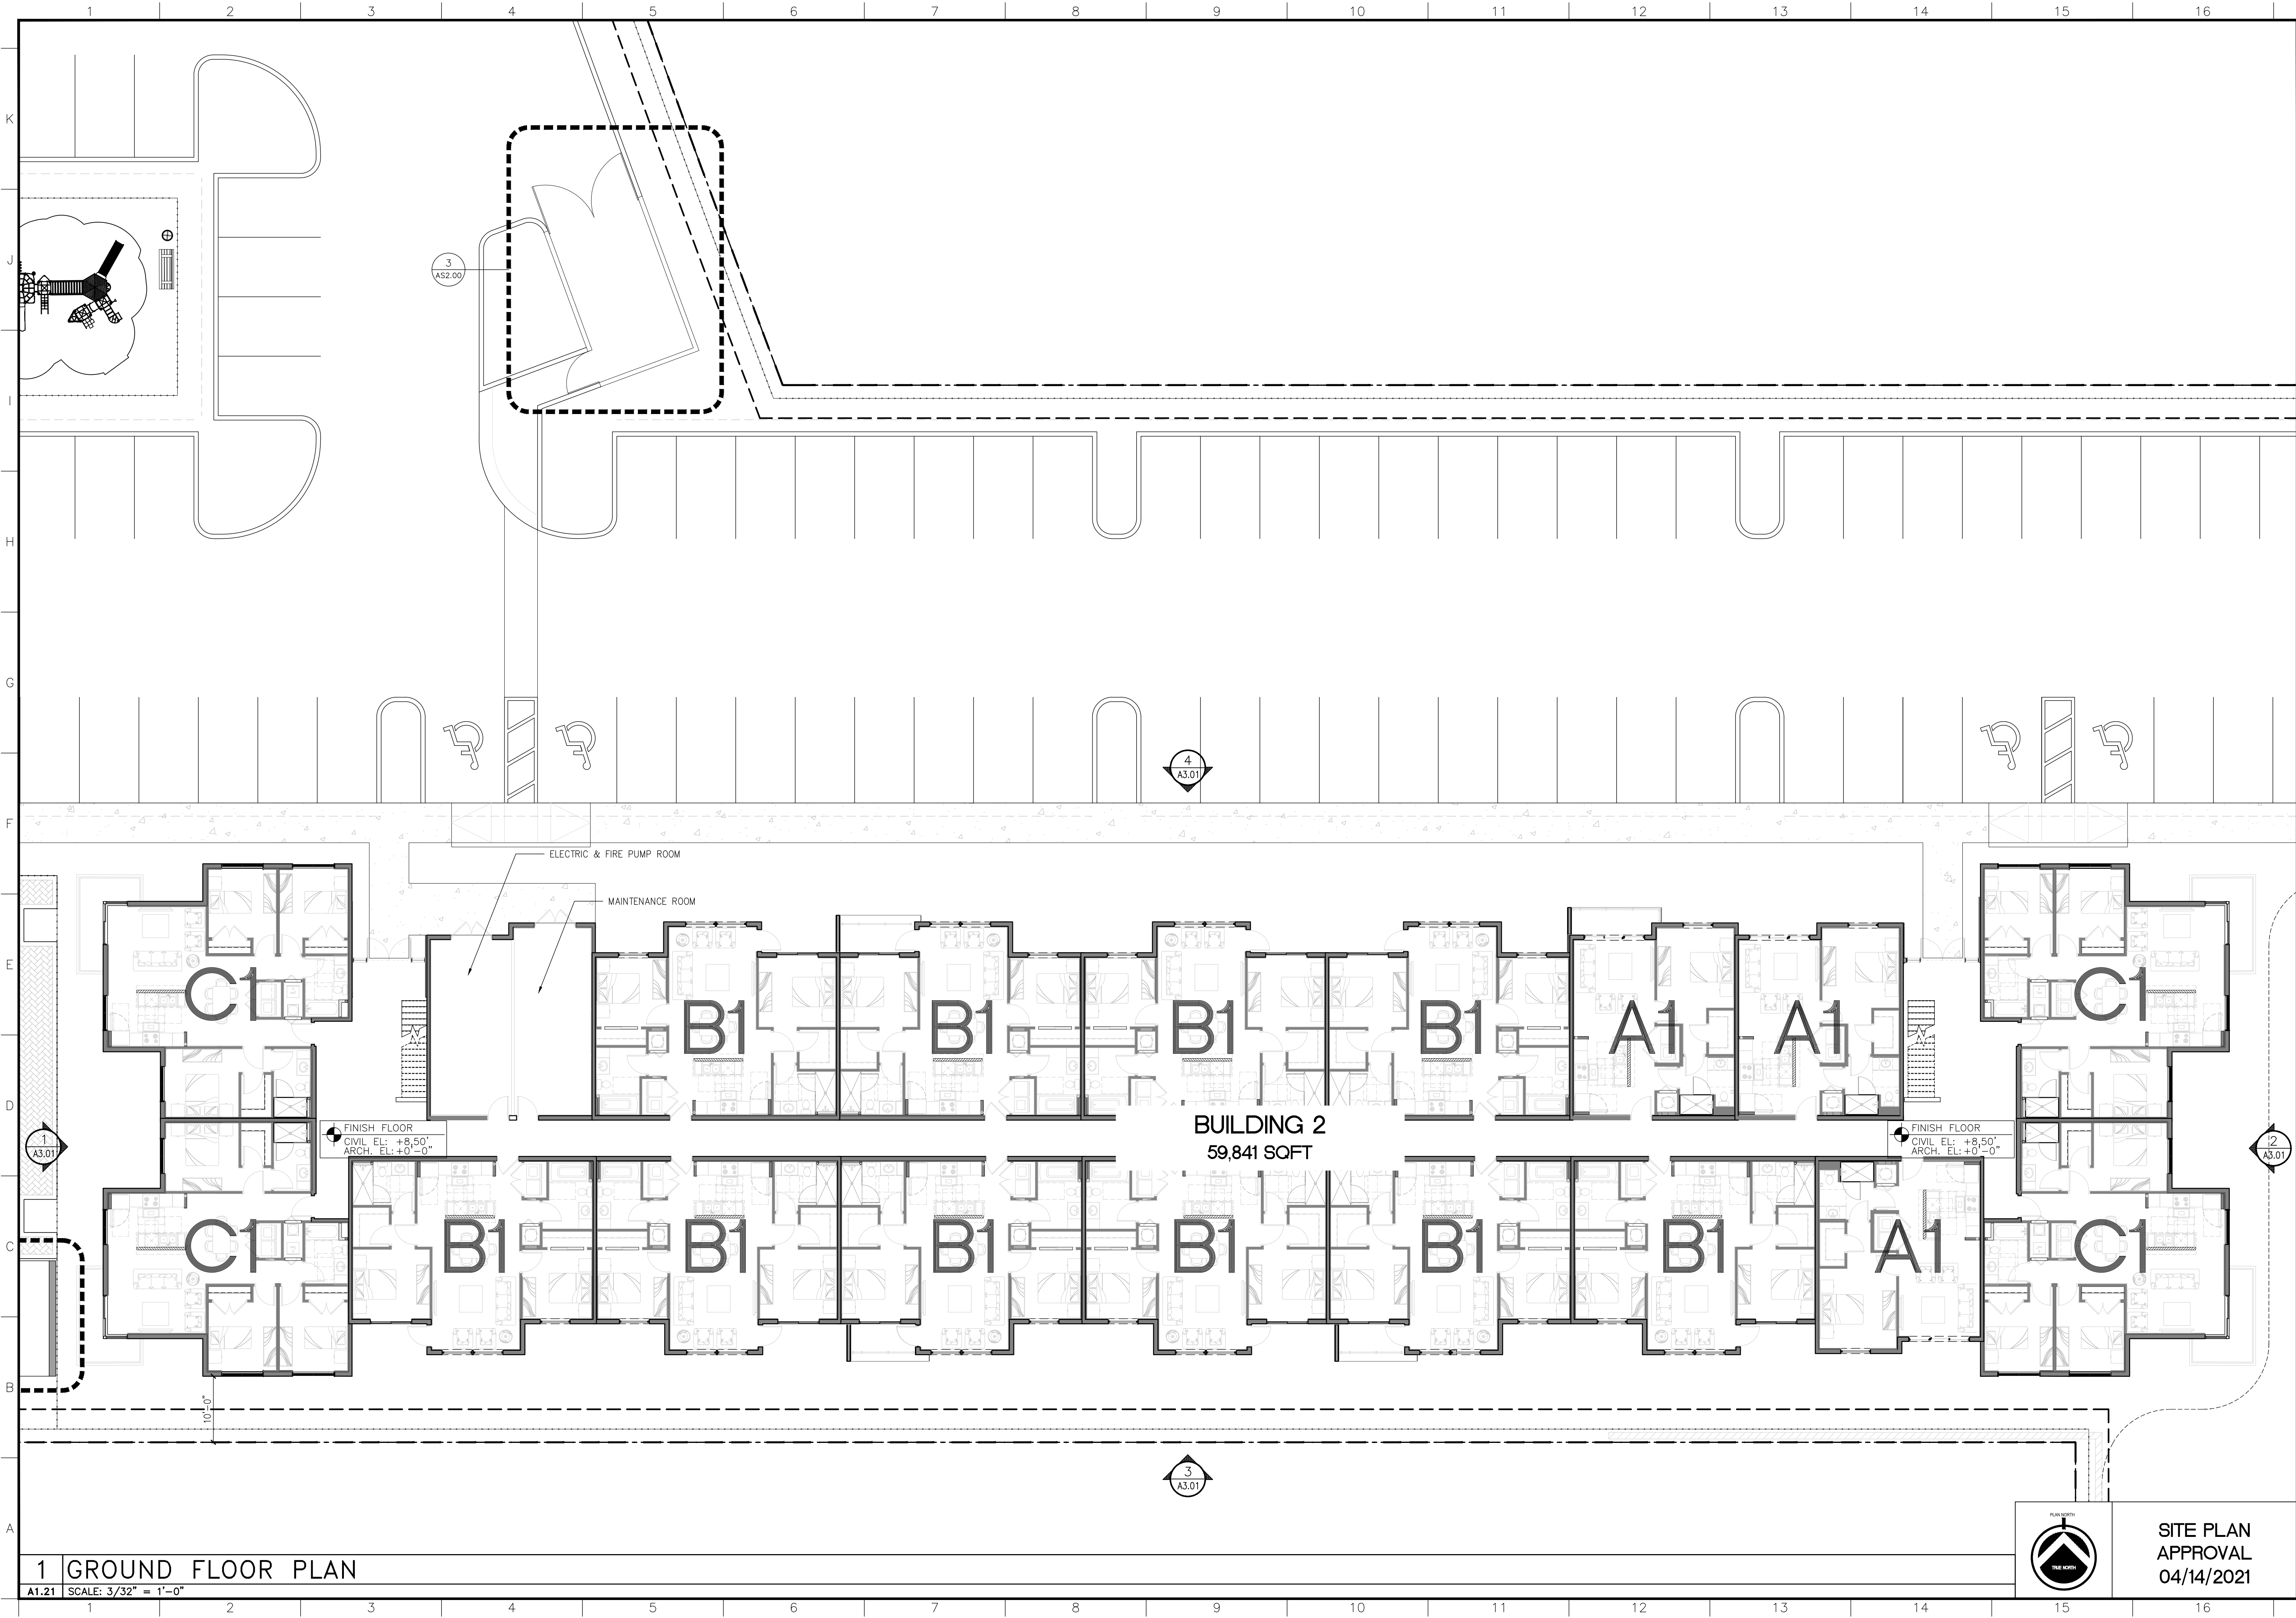 1 2 3 4 5 6 7 8 9 10 11 12 13 14 15 16
K
J
3
AS2.00
I
H
G
4
A3.01
F
ELECTRIC & FIRE PUMP ROOM
MAINTENANCE ROOM
E
C1 B1 B1 B1 B1 A1 A1 C1
D
BUILDING 2
59,841 SQFT
FINISH FLOOR
CIVIL EL: +8,50'
ARCH. EL: +0'-0"
FINISH FLOOR
CIVIL EL: +8,50'
ARCH. EL: +0'-0"
1
A3.01
2
A3.01
C
C1 B1 B1 B1 B1 B1 B1 A1 C1
B
10'-0"
3
A3.01
A
PLAN NORTH
TRUE NORTH
SITE PLAN
APPROVAL
04/14/2021
1 GROUND FLOOR PLAN
A1.21 SCALE: 3/32" = 1'-0"
1 2 3 4 5 6 7 8 9 10 11 12 13 14 15 16